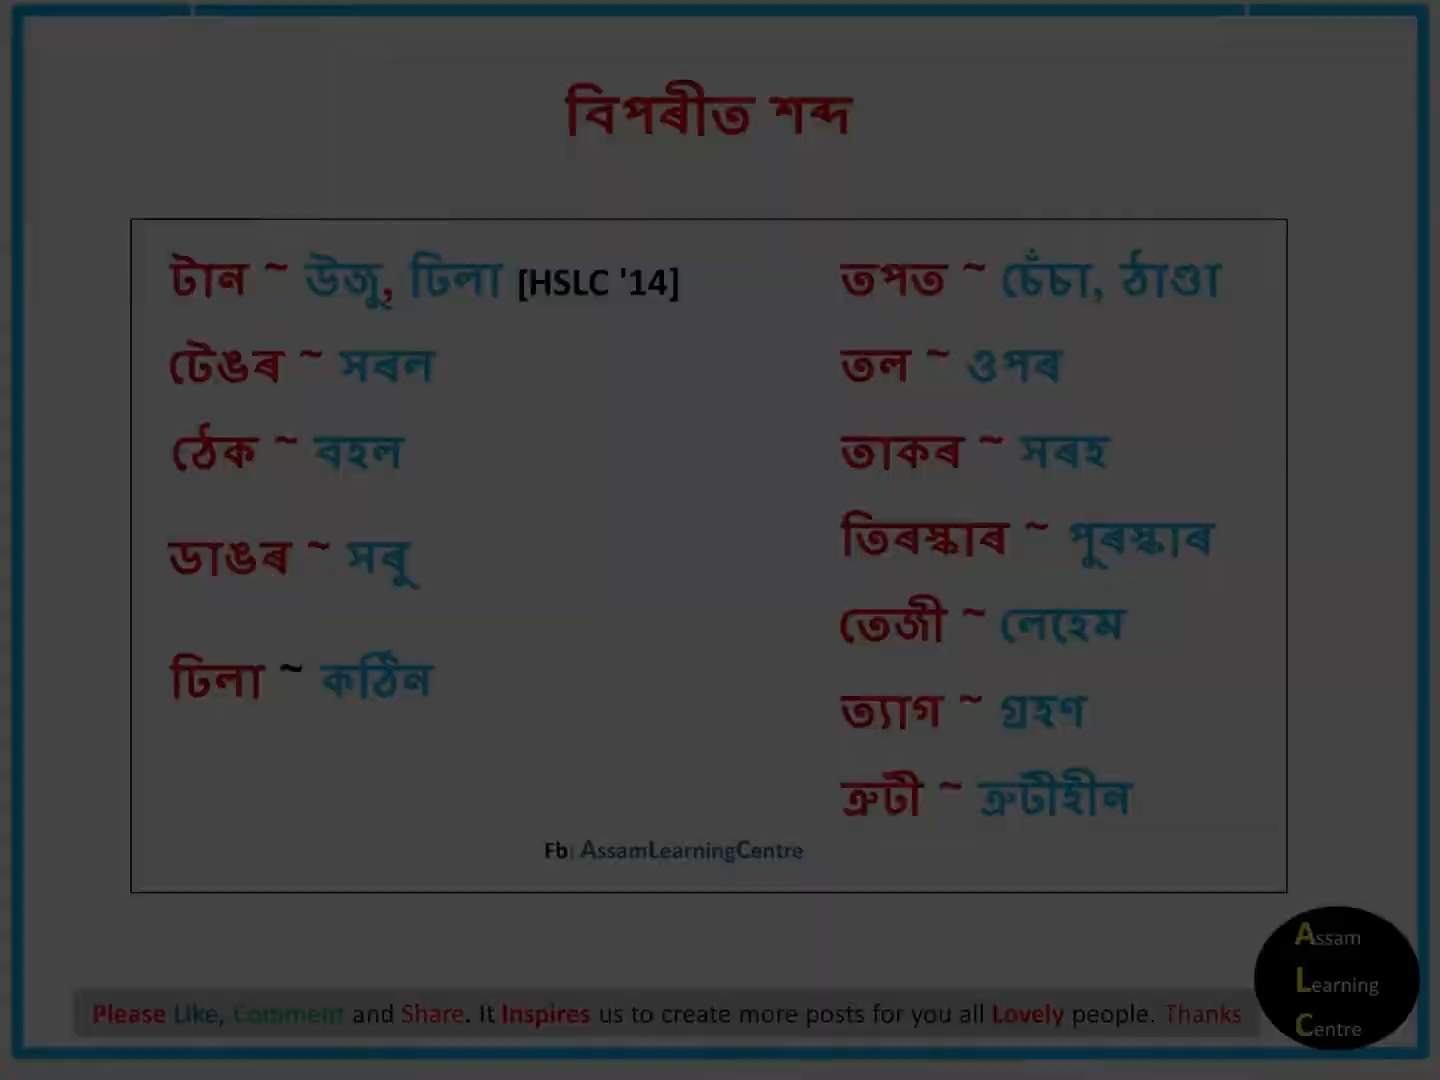 বিপৰীত শব্দ
টান ~ উজু, ঢিলা [HSLC '14]
টেঙৰ ~ সৰল
ঠেক ~ বহল
ডাঙৰ ~ সৰু
ঢিলা ~ কঠিন
তপত ~ চেঁচা, ঠাণ্ডা
তল ~ ওপৰ
তাকৰ ~ সৰহ
তিৰস্কাৰ ~ পুৰস্কাৰ
তেজী ~ লেহেম
ত্যাগ ~ গ্ৰহণ
ত্ৰুটী ~ ত্ৰুটীহীন
Fb: AssamLearningCentre
Assam
Learning
Centre
Please Like, Comment and Share. It Inspires us to create more posts for you all Lovely people. Thanks